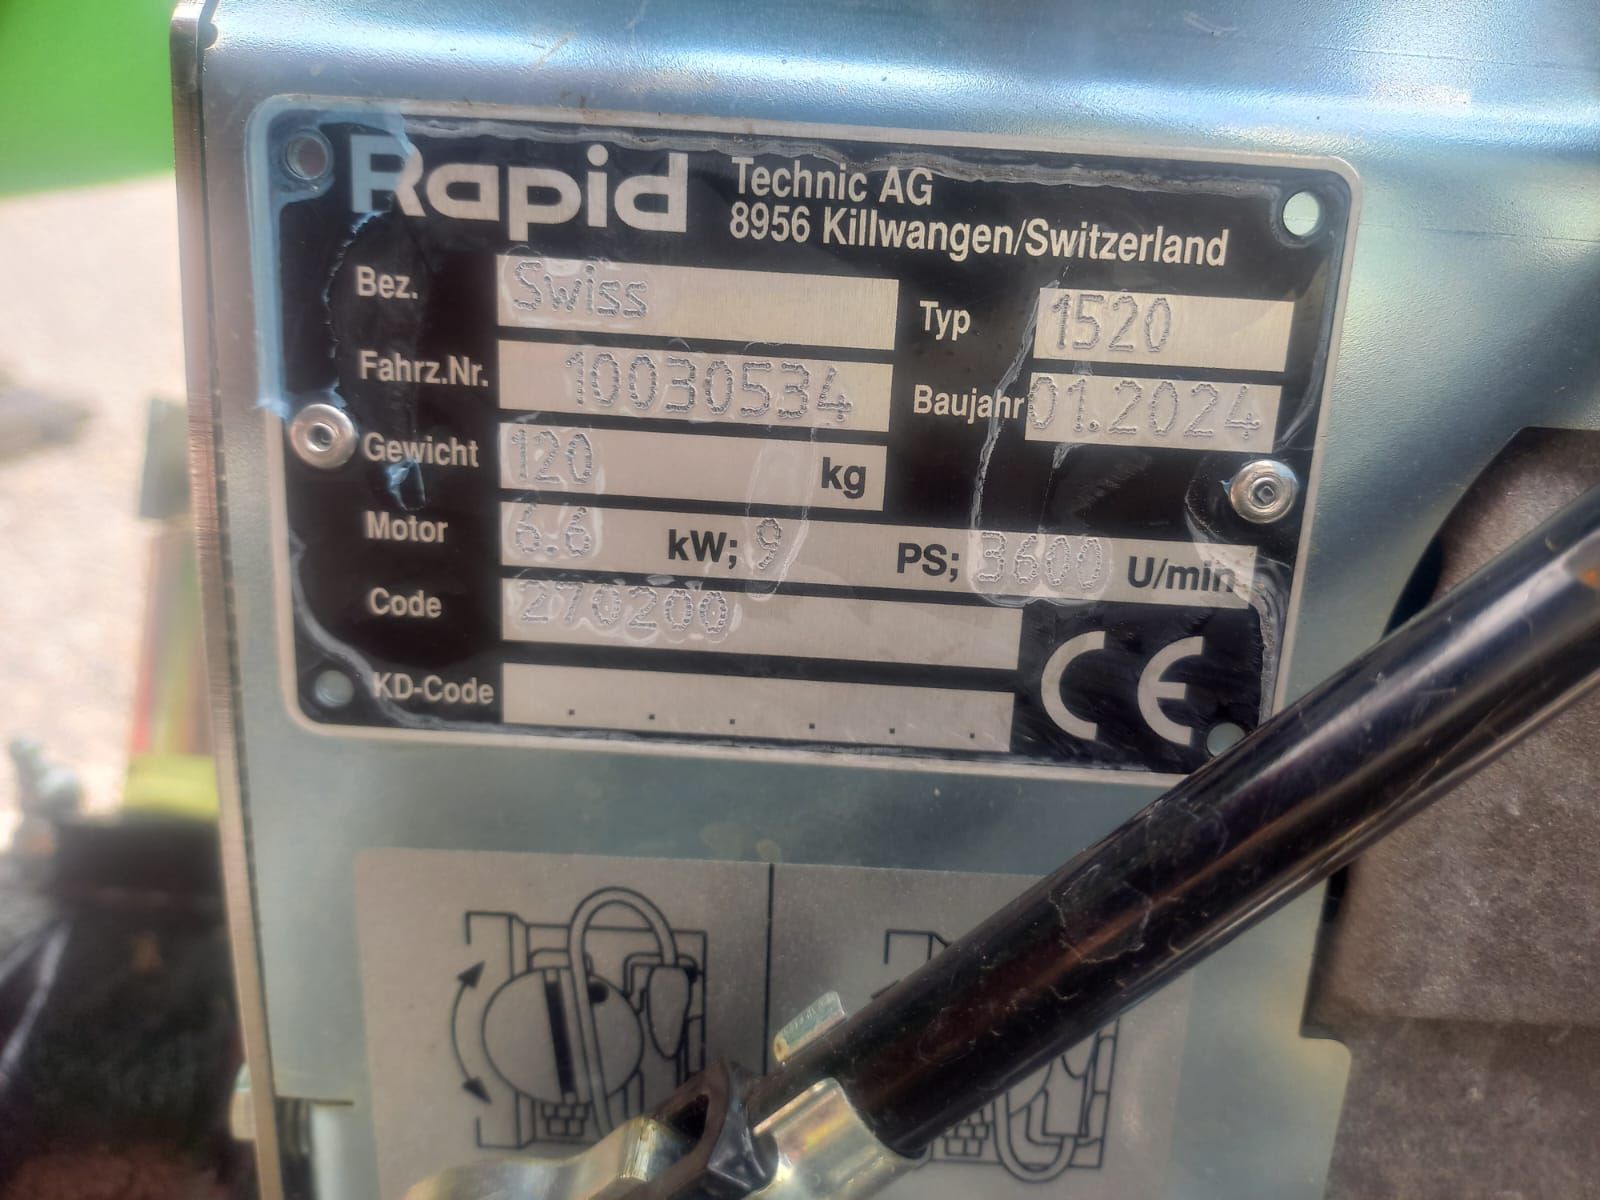 Rapid Technic AG
8956 Killwangen/Switzerland
Bez. Swiss Typ 1520
Fahrz.Nr. 10030534 Baujahr 01.2024
Gewicht 120 kg
Motor 6.6 kW; 9 PS; 3600 U/min
Code 270200
KD-Code . . . . . .
CE